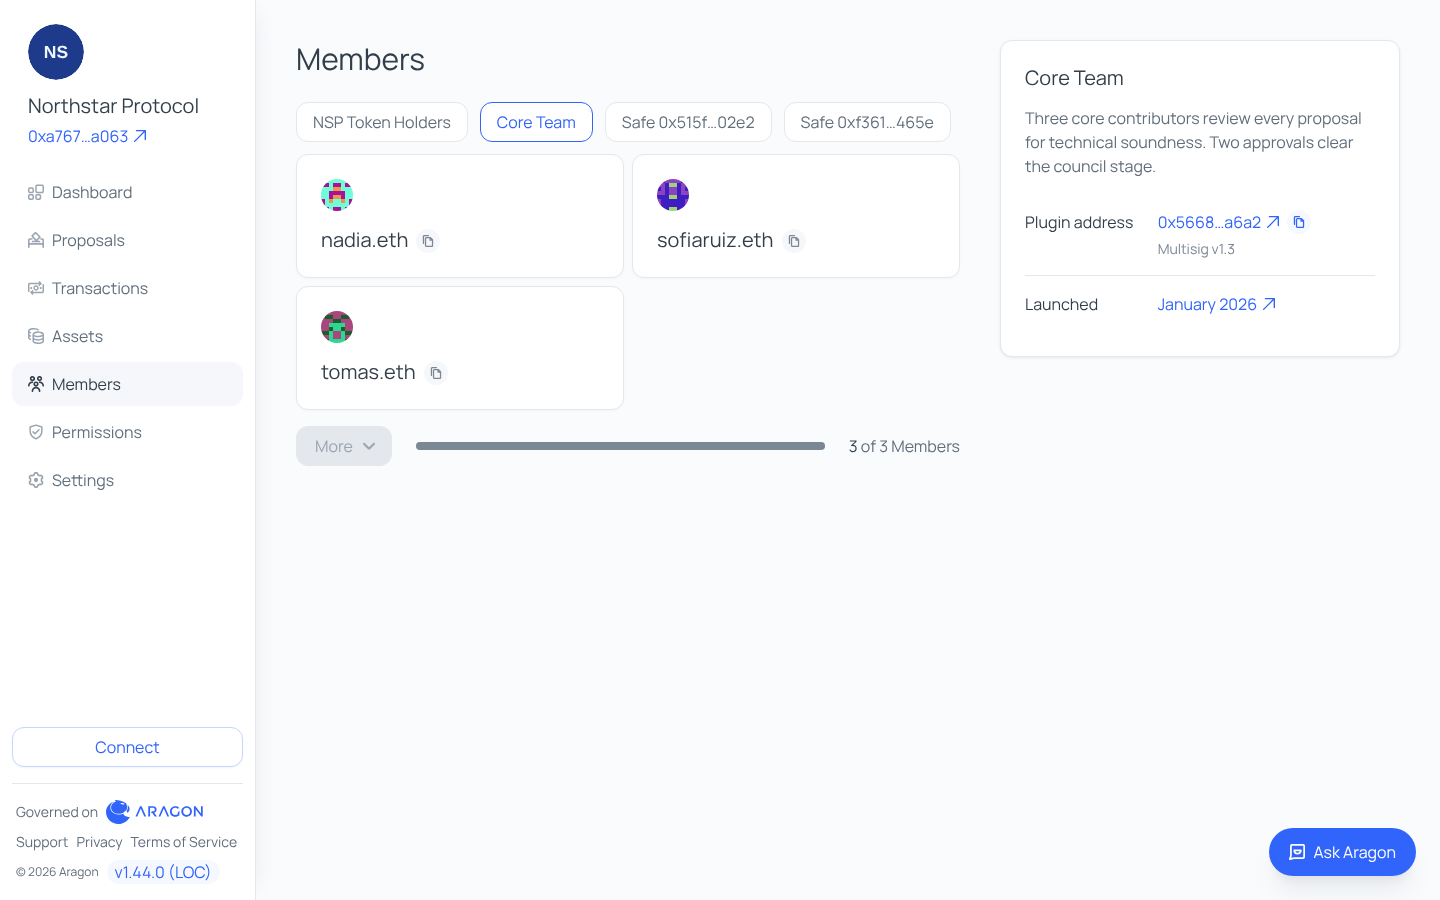 NS
Northstar Protocol
0xa767...a063
Dashboard
Proposals
Transactions
Assets
Members
Permissions
Settings
Connect
Governed on ARAGON
Support Privacy Terms of Service
© 2026 Aragon v1.44.0 (LOC)
Members
NSP Token Holders Core Team Safe 0x515f...02e2 Safe 0xf361...465e
nadia.eth sofiaruiz.eth
tomas.eth
More 3 of 3 Members
Core Team
Three core contributors review every proposal
for technical soundness. Two approvals clear
the council stage.
Plugin address 0x5668...a6a2
Multisig v1.3
Launched January 2026
Ask Aragon